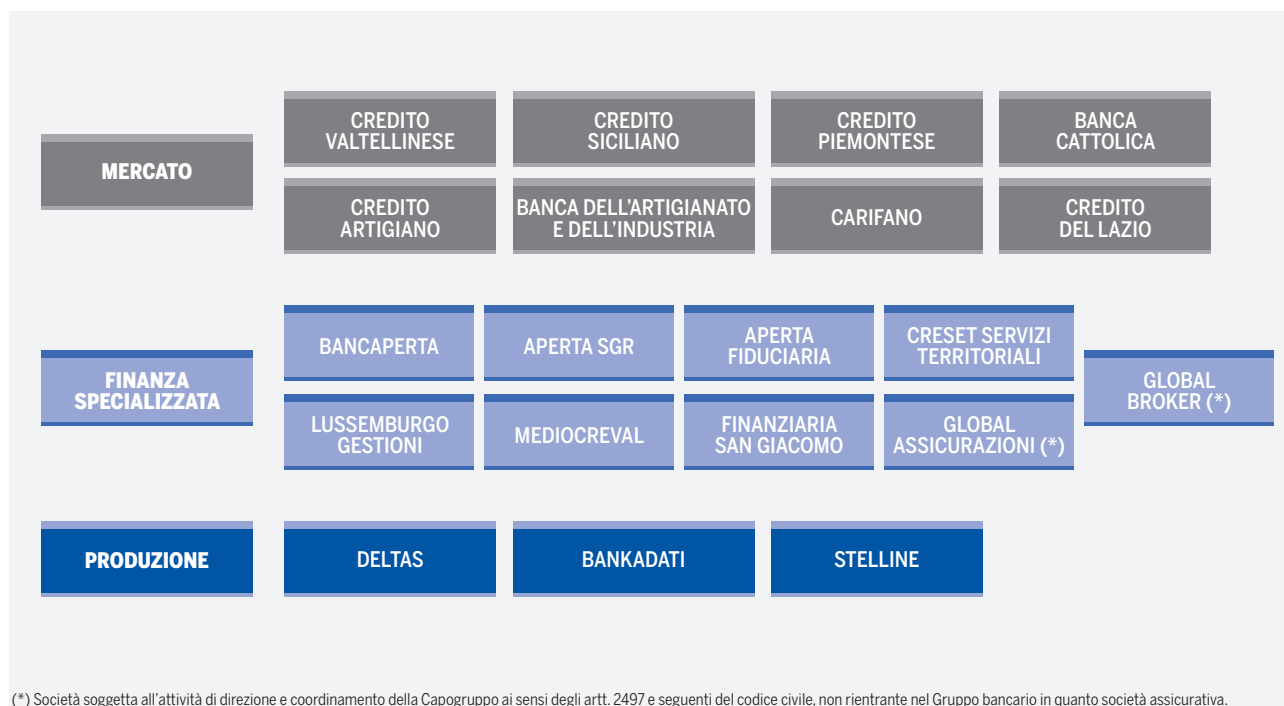 MERCATO
CREDITO
VALTELLINESE
CREDITO
SICILIANO
CREDITO
PIEMONTESE
BANCA
CATTOLICA
CREDITO
ARTIGIANO
BANCA DELL'ARTIGIANATO
E DELL'INDUSTRIA
CARIFANO
CREDITO
DEL LAZIO
FINANZA
SPECIALIZZATA
BANCAPERTA
APERTA SGR
APERTA
FIDUCIARIA
CRESET SERVIZI
TERRITORIALI
LUSSEMBURGO
GESTIONI
MEDIOCREVAL
FINANZIARIA
SAN GIACOMO
GLOBAL
ASSICURAZIONI (*)
GLOBAL
BROKER (*)
PRODUZIONE
DELTAS
BANKADATI
STELLINE
(*) Società soggetta all'attività di direzione e coordinamento della Capogruppo ai sensi degli artt. 2497 e seguenti del codice civile, non rientrante nel Gruppo bancario in quanto società assicurativa.